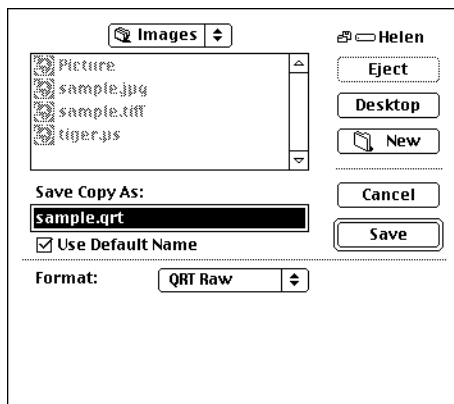 Images
Helen
Picture
sample.jpg
sample.tiff
tiger.ps
Eject
Desktop
New
Save Copy As:
sample.qrt
Use Default Name
Cancel
Save
Format:
QRT Raw